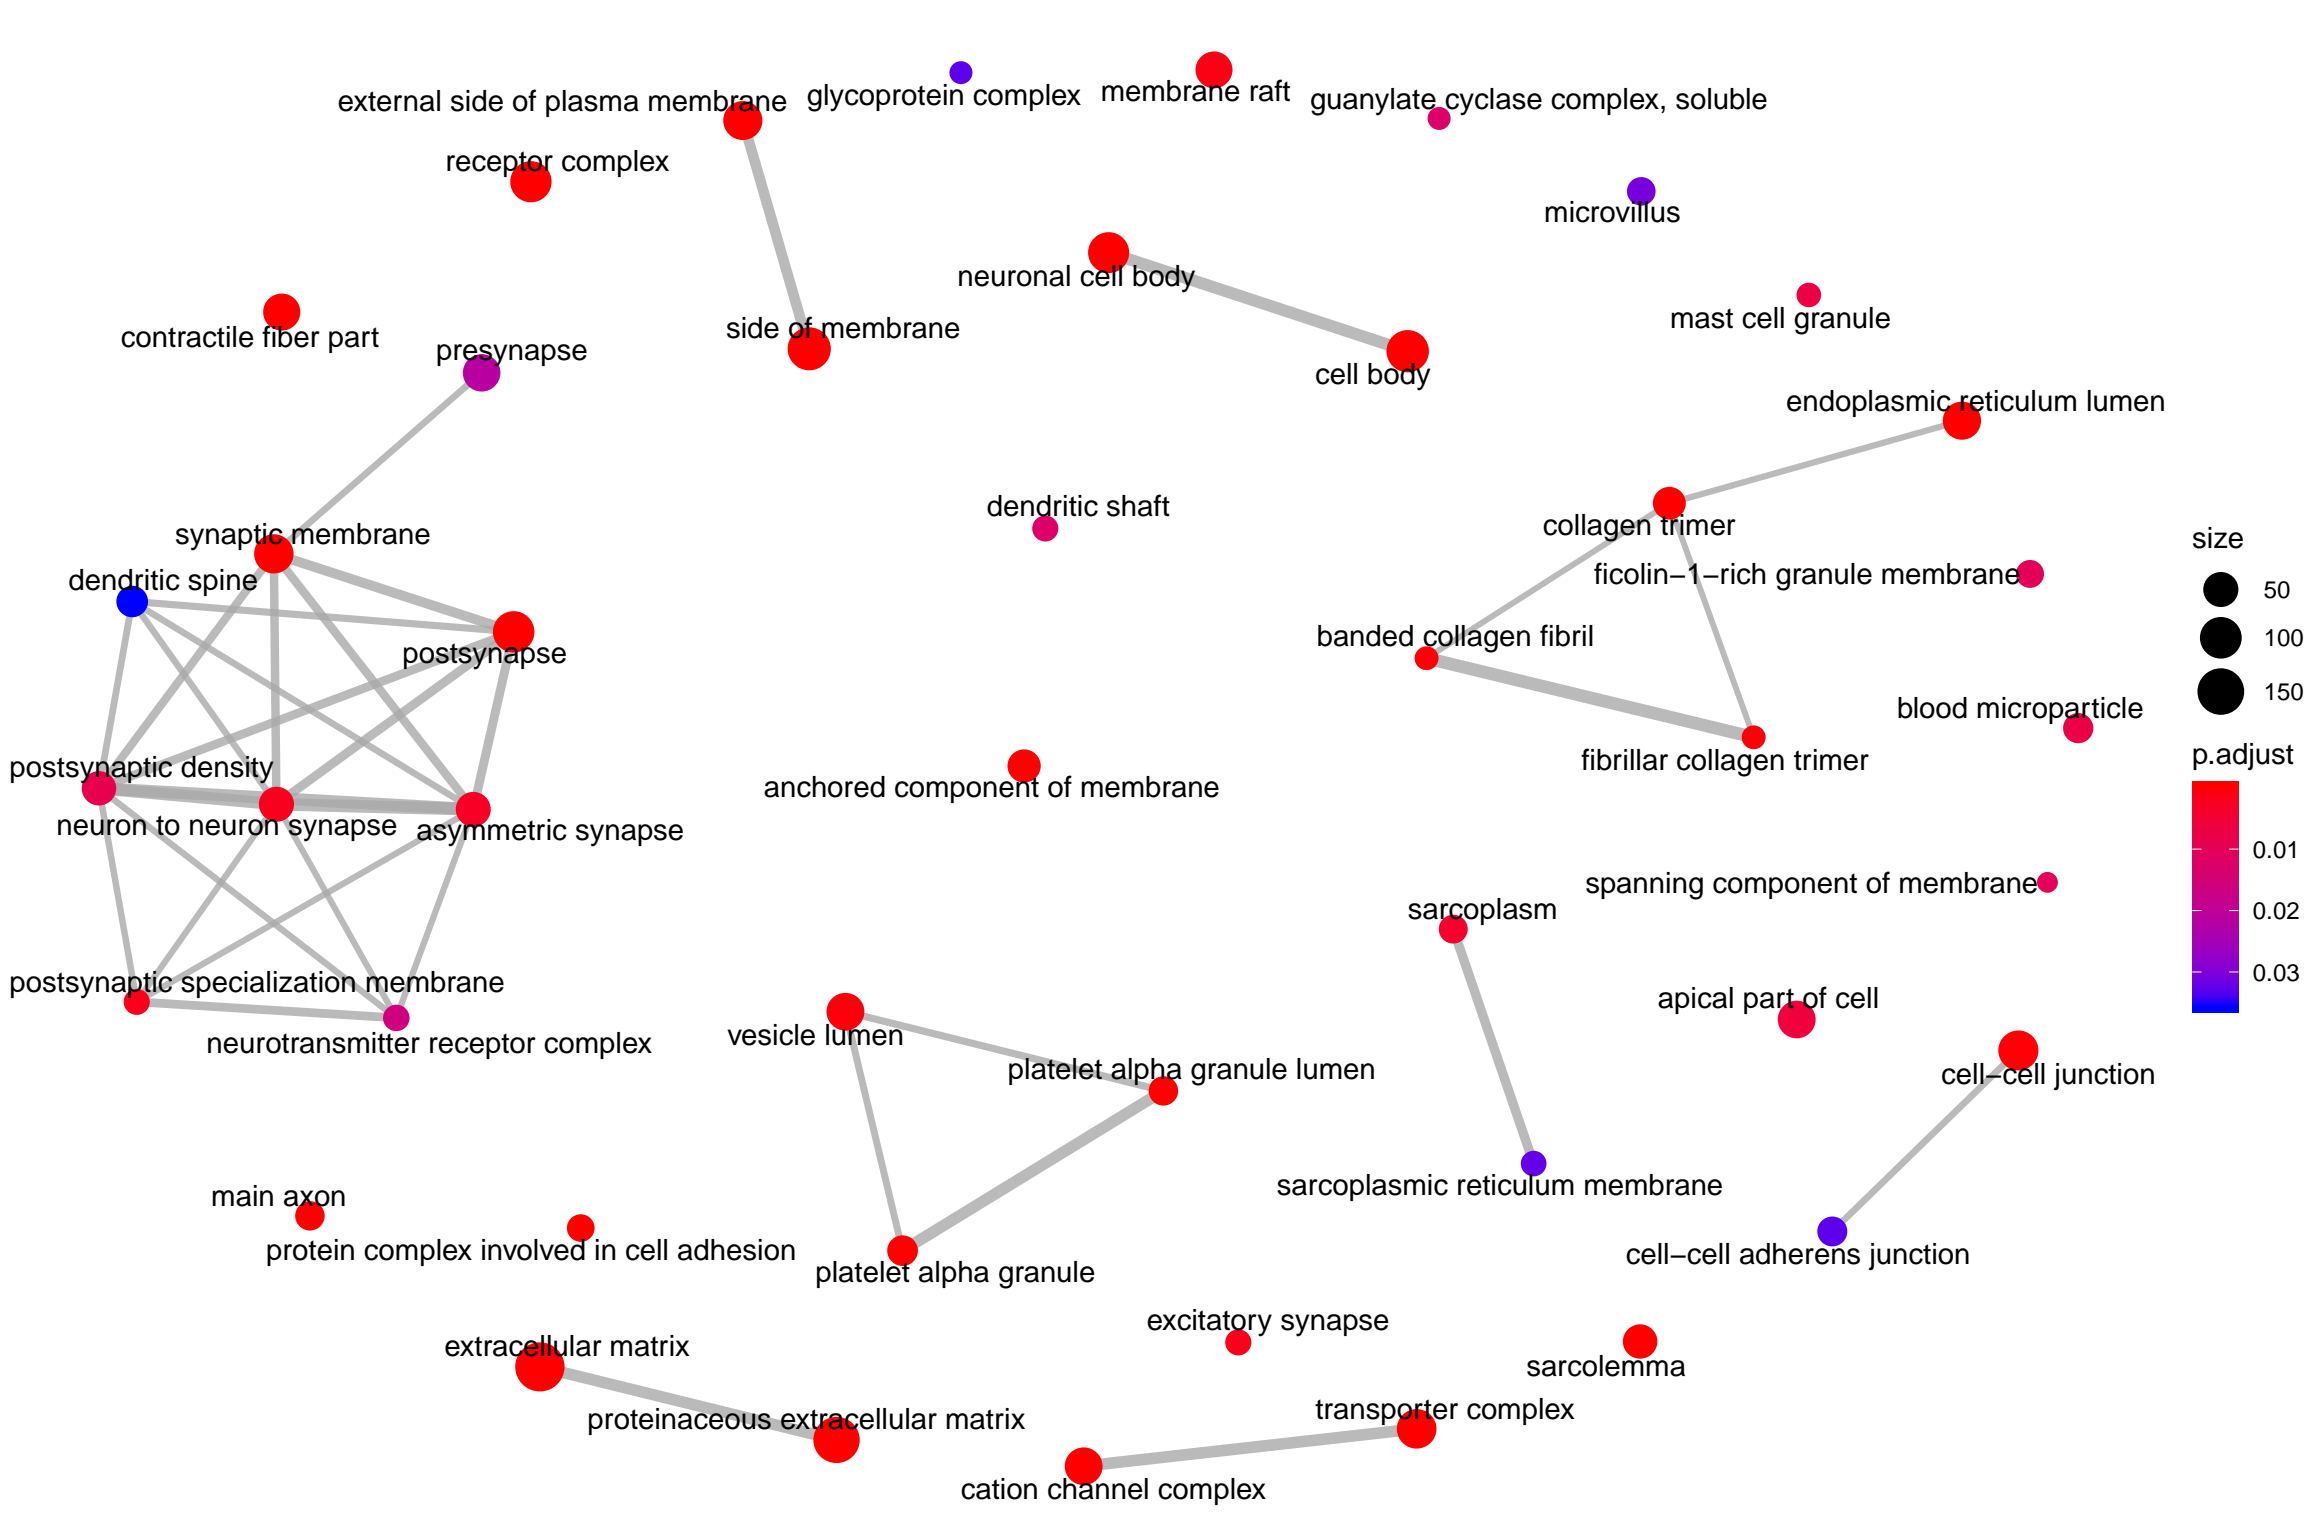 glycoprotein complex
membrane raft
external side of plasma membrane
guanylate cyclase complex, soluble
receptor complex
microvillus
neuronal cell body
mast cell granule
side of membrane
contractile fiber part
presynapse
cell body
endoplasmic reticulum lumen
dendritic shaft
collagen trimer
synaptic membrane
dendritic spine
ficolin−1−rich granule membrane
banded collagen fibril
postsynapse
blood microparticle
fibrillar collagen trimer
postsynaptic density
anchored component of membrane
neuron to neuron synapse
asymmetric synapse
spanning component of membrane
sarcoplasm
postsynaptic specialization membrane
apical part of cell
vesicle lumen
neurotransmitter receptor complex
platelet alpha granule lumen
cell−cell junction
sarcoplasmic reticulum membrane
main axon
protein complex involved in cell adhesion
cell−cell adherens junction
platelet alpha granule
excitatory synapse
extracellular matrix
sarcolemma
transporter complex
proteinaceous extracellular matrix
cation channel complex
size
50
100
150
p.adjust
0.01
0.02
0.03